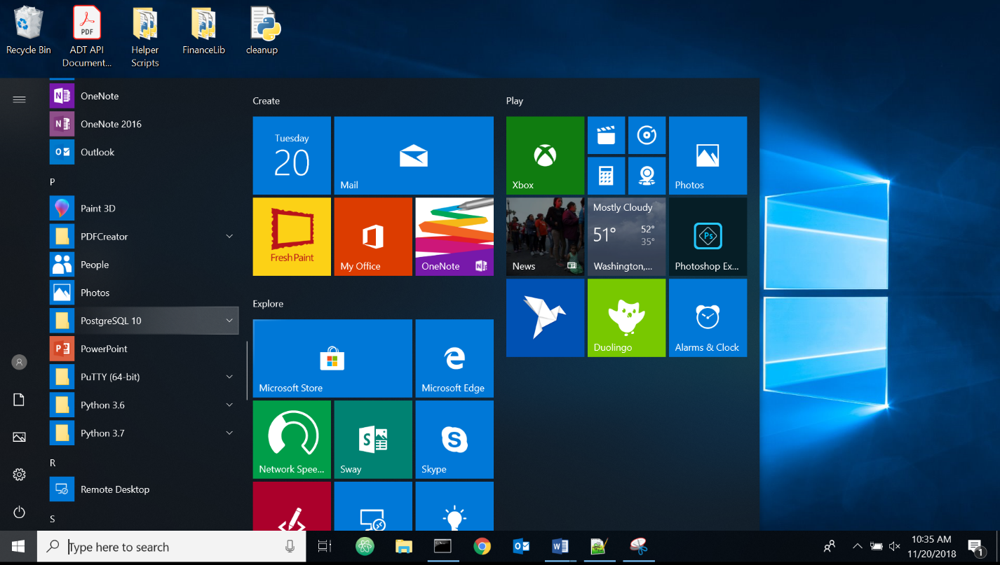 Recycle Bin
ADT API
Document...
Helper
Scripts
FinanceLib
cleanup
PDF
OneNote
OneNote 2016
Outlook
P
Paint 3D
PDFCreator
People
Photos
PostgreSQL 10
PowerPoint
PuTTY (64-bit)
Python 3.6
Python 3.7
R
Remote Desktop
S
Create
Tuesday
20
Mail
Fresh Paint
My Office
OneNote
Explore
Microsoft Store
Microsoft Edge
Network Spee...
Sway
Skype
Play
Xbox
Photos
News
Mostly Cloudy
51°
52°
35°
Washington,...
Ps
Photoshop Ex...
Duolingo
Alarms & Clock
Type here to search
10:35 AM
11/20/2018
1